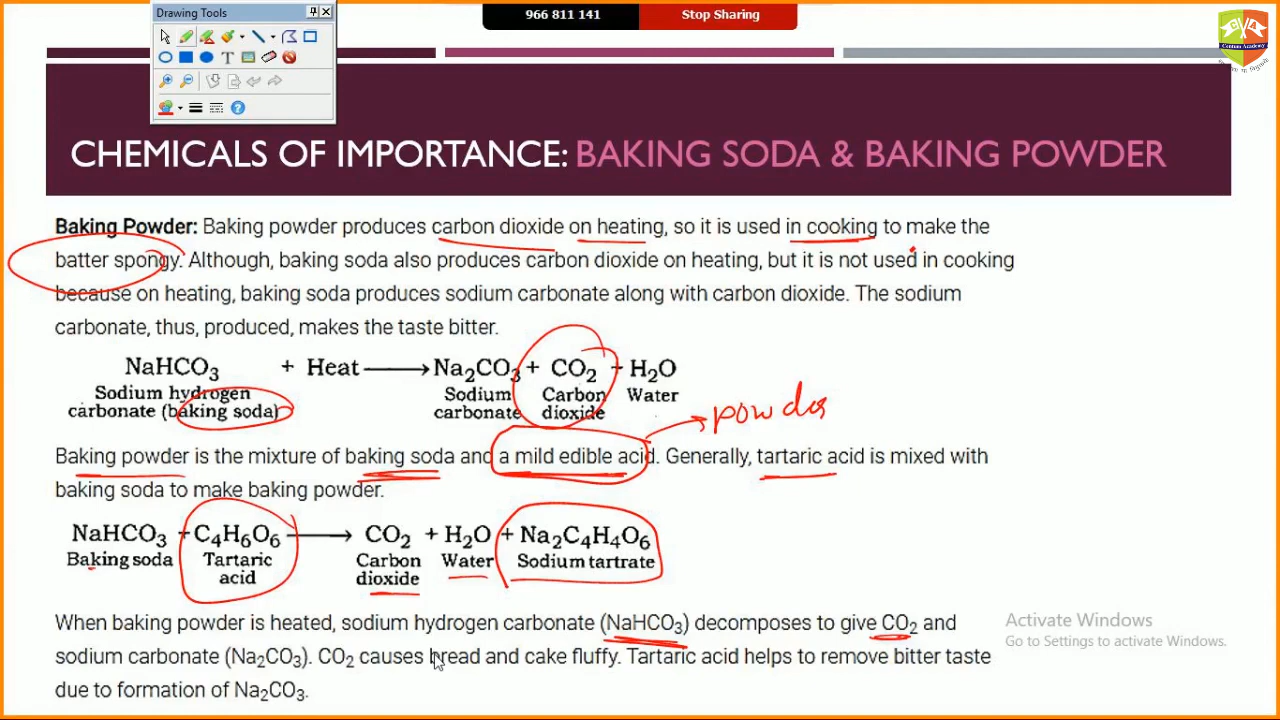 Drawing Tools
966 811 141 Stop Sharing
Contum Academy
CHEMICALS OF IMPORTANCE: BAKING SODA & BAKING POWDER
Baking Powder: Baking powder produces carbon dioxide on heating, so it is used in cooking to make the
batter spongy. Although, baking soda also produces carbon dioxide on heating, but it is not used in cooking
because on heating, baking soda produces sodium carbonate along with carbon dioxide. The sodium
carbonate, thus, produced, makes the taste bitter.
NaHCO₃ + Heat ⟶ Na₂CO₃ + CO₂ + H₂O
Sodium hydrogen Sodium Carbon Water
carbonate (baking soda) carbonate dioxide
powder
Baking powder is the mixture of baking soda and a mild edible acid. Generally, tartaric acid is mixed with
baking soda to make baking powder.
NaHCO₃ + C₄H₆O₆ ⟶ CO₂ + H₂O + Na₂C₄H₄O₆
Baking soda Tartaric Carbon Water Sodium tartrate
acid dioxide
When baking powder is heated, sodium hydrogen carbonate (NaHCO₃) decomposes to give CO₂ and
sodium carbonate (Na₂CO₃). CO₂ causes bread and cake fluffy. Tartaric acid helps to remove bitter taste
due to formation of Na₂CO₃.
Activate Windows
Go to Settings to activate Windows.